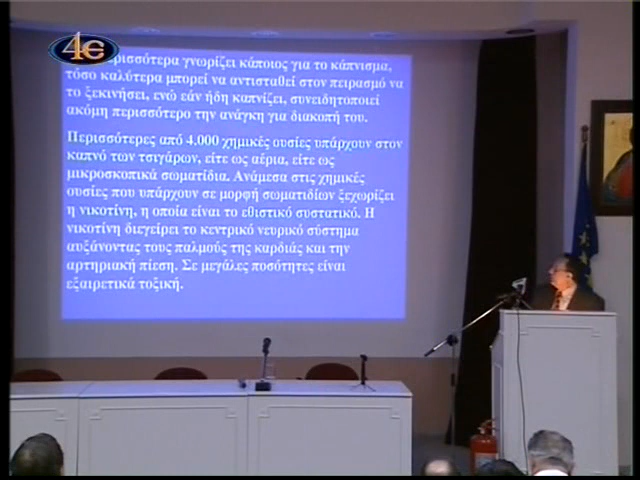 4ε
περισσότερα γνωρίζει κάποιος για το κάπνισμα,
τόσο καλύτερα μπορεί να αντισταθεί στον πειρασμό να
το ξεκινήσει, ενώ εάν ήδη καπνίζει, συνειδητοποιεί
ακόμη περισσότερο την ανάγκη για διακοπή του.
Περισσότερες από 4.000 χημικές ουσίες υπάρχουν στον
καπνό των τσιγάρων, είτε ως αέρια, είτε ως
μικροσκοπικά σωματίδια. Ανάμεσα στις χημικές
ουσίες που υπάρχουν σε μορφή σωματιδίων ξεχωρίζει
η νικοτίνη, η οποία είναι το εθιστικό συστατικό. Η
νικοτίνη διεγείρει το κεντρικό νευρικό σύστημα
αυξάνοντας τους παλμούς της καρδιάς και την
αρτηριακή πίεση. Σε μεγάλες ποσότητες είναι
εξαιρετικά τοξική.